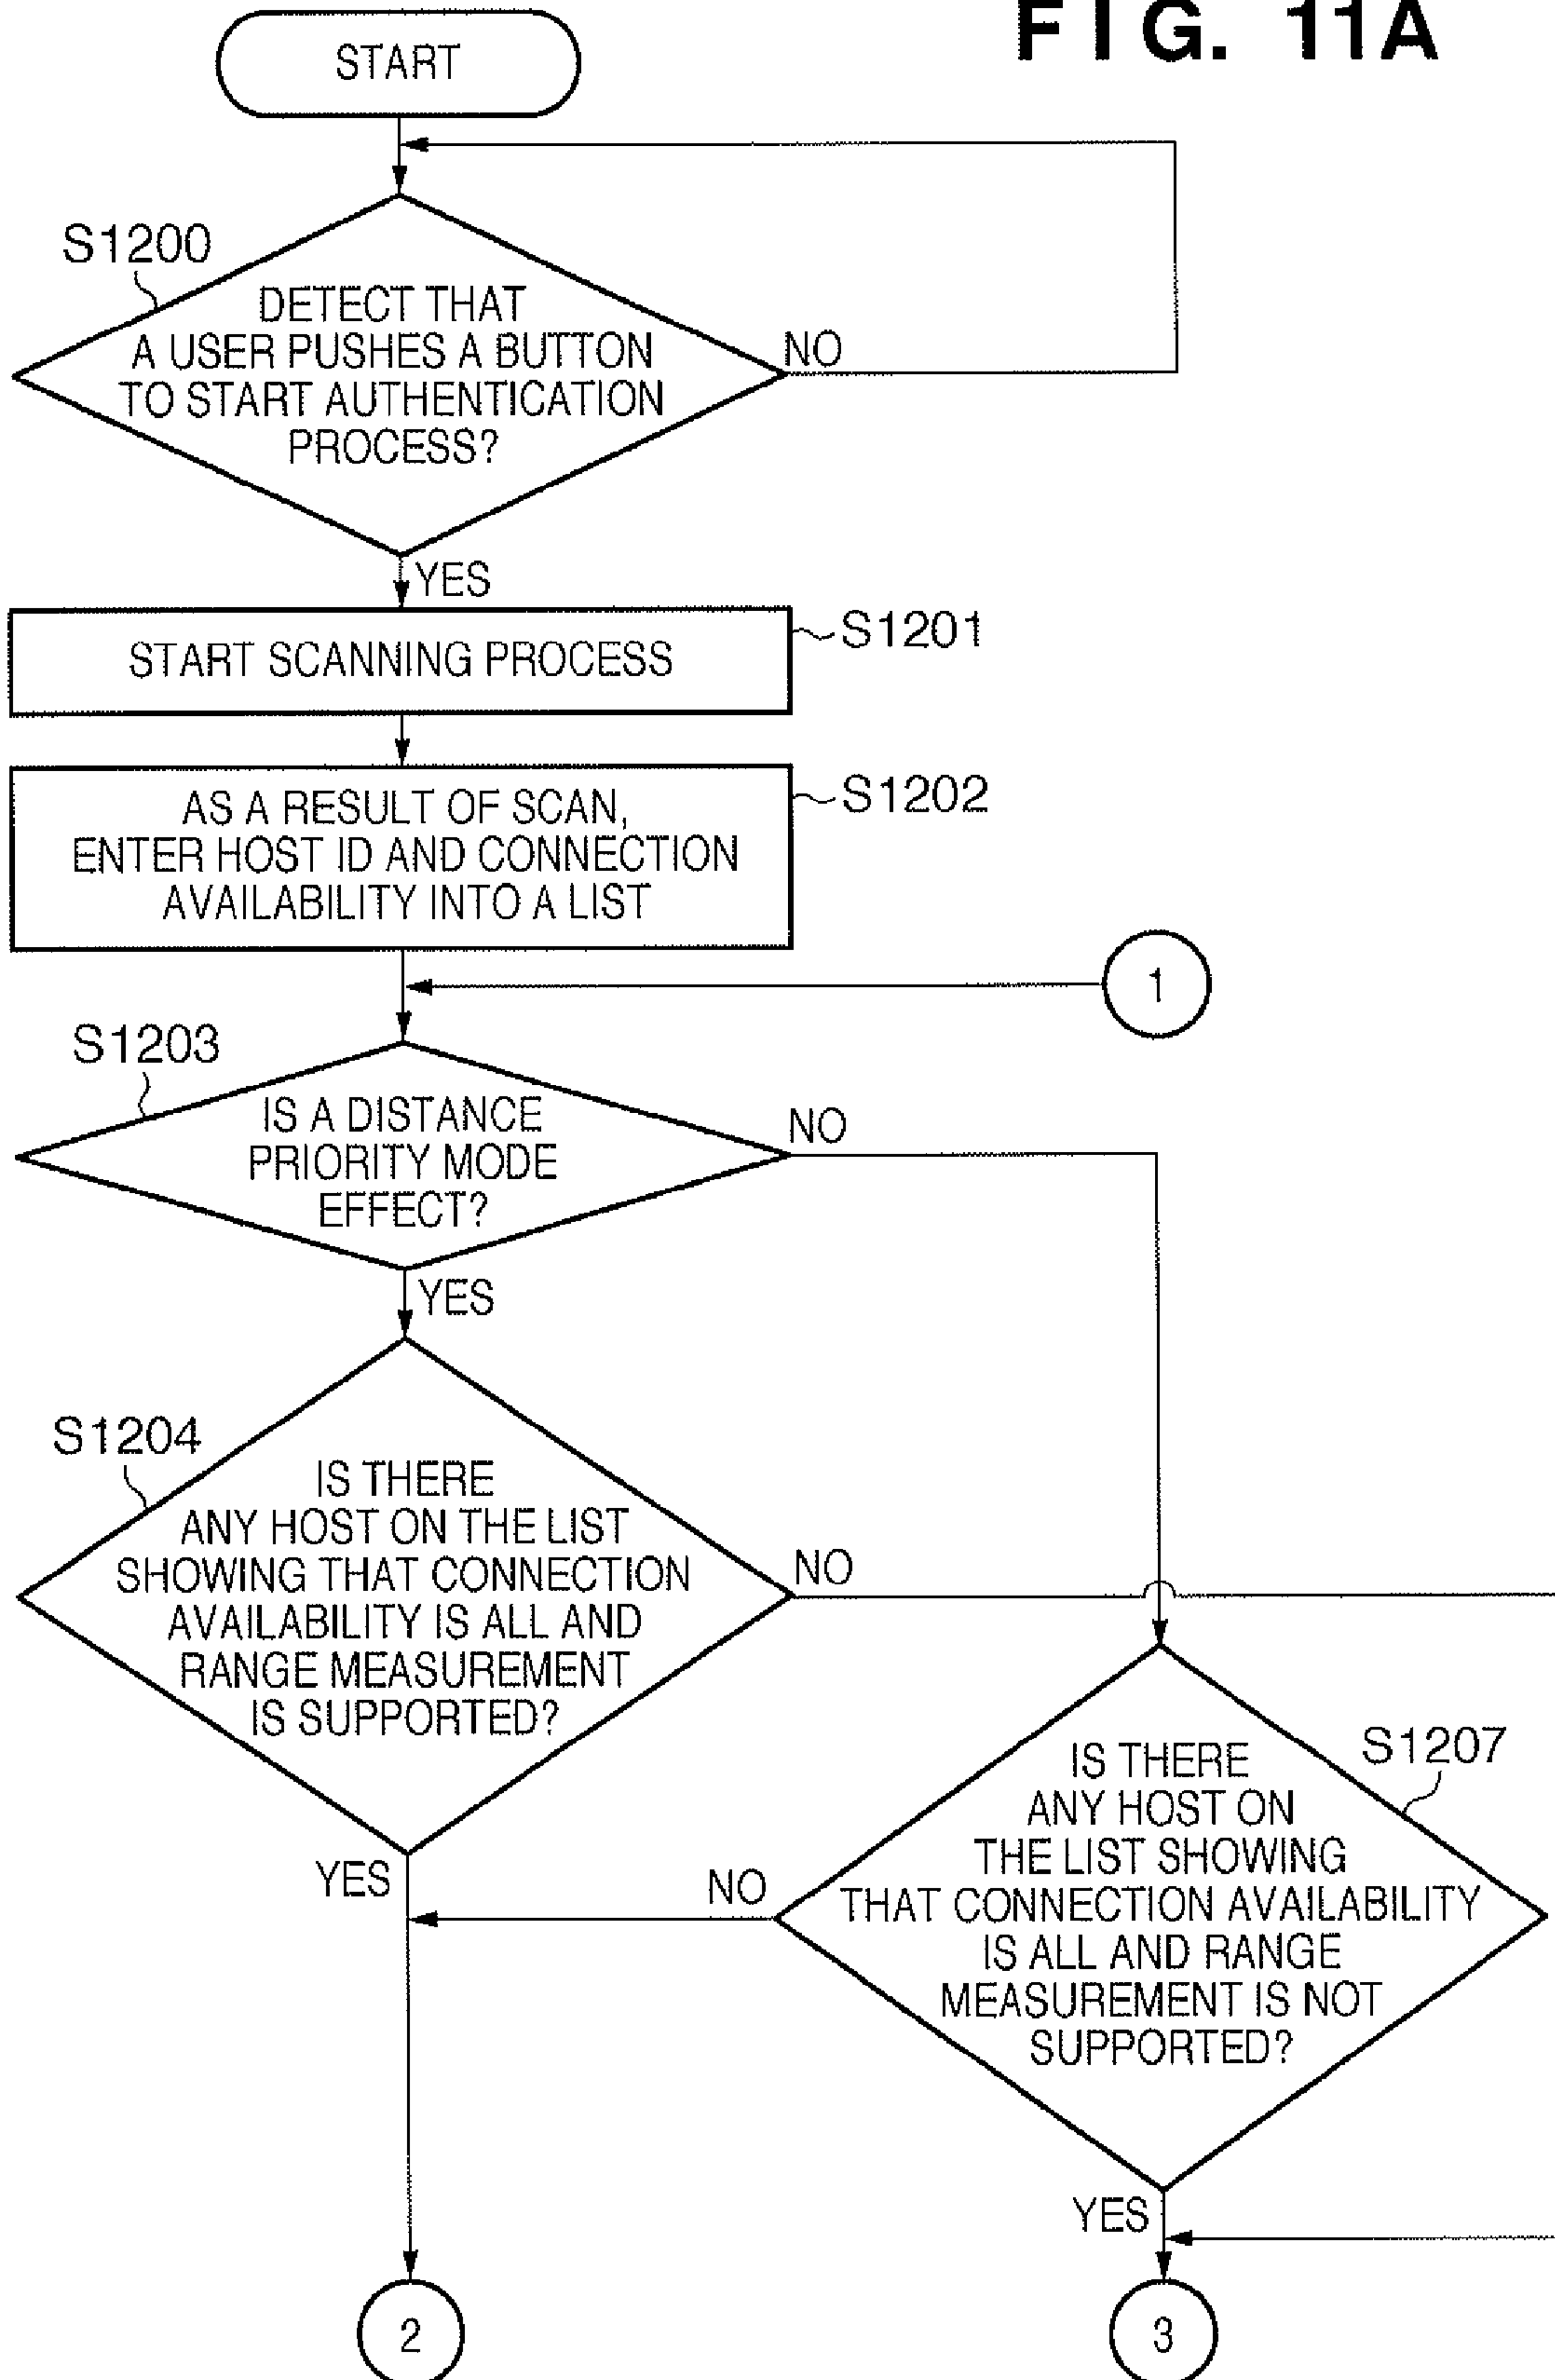 FIG. 11A
START
S1200
DETECT THAT
A USER PUSHES A BUTTON
TO START AUTHENTICATION
PROCESS?
NO
YES
START SCANNING PROCESS
S1201
AS A RESULT OF SCAN,
ENTER HOST ID AND CONNECTION
AVAILABILITY INTO A LIST
S1202
1
S1203
IS A DISTANCE
PRIORITY MODE
EFFECT?
NO
YES
S1204
IS THERE
ANY HOST ON THE LIST
SHOWING THAT CONNECTION
AVAILABILITY IS ALL AND
RANGE MEASUREMENT
IS SUPPORTED?
NO
YES
S1207
IS THERE
ANY HOST ON
THE LIST SHOWING
THAT CONNECTION AVAILABILITY
IS ALL AND RANGE
MEASUREMENT IS NOT
SUPPORTED?
NO
YES
2
3